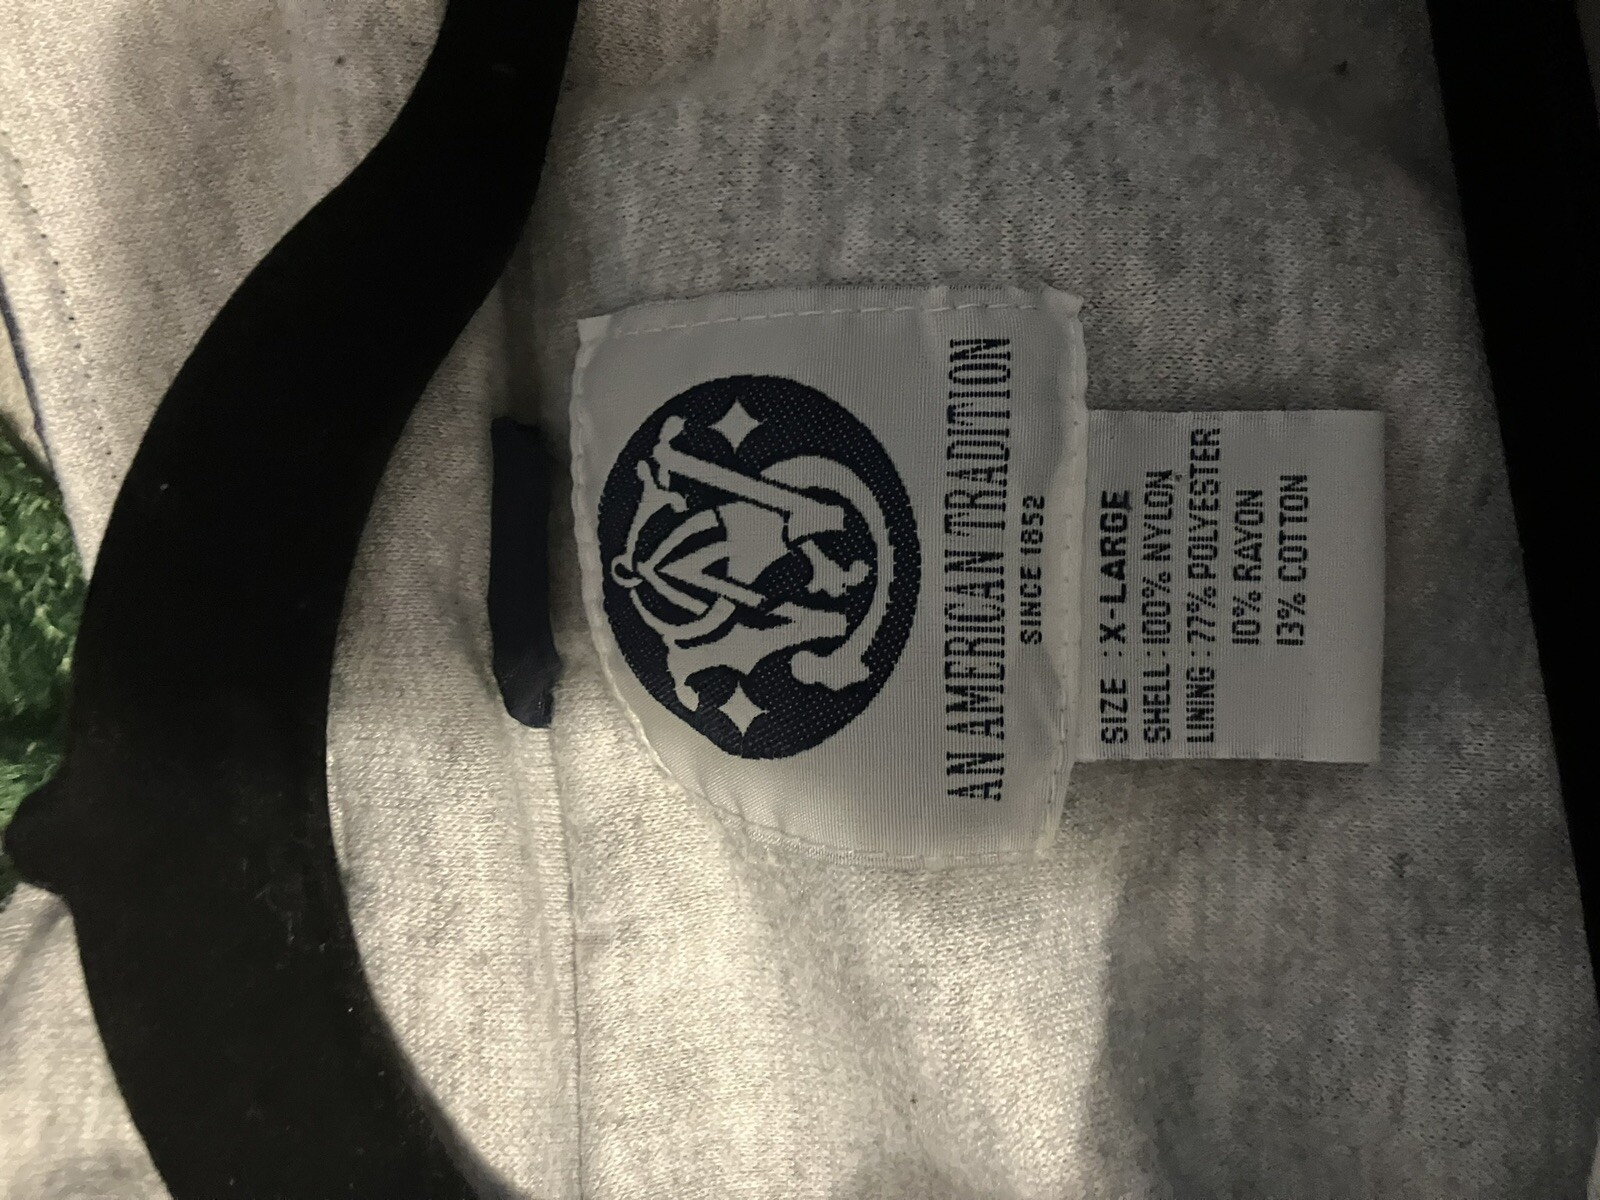 AN AMERICAN TRADITION
SINCE 1852
SIZE : X-LARGE
SHELL : 100% NYLON
LINING : 77% POLYESTER
10% RAYON
13% COTTON